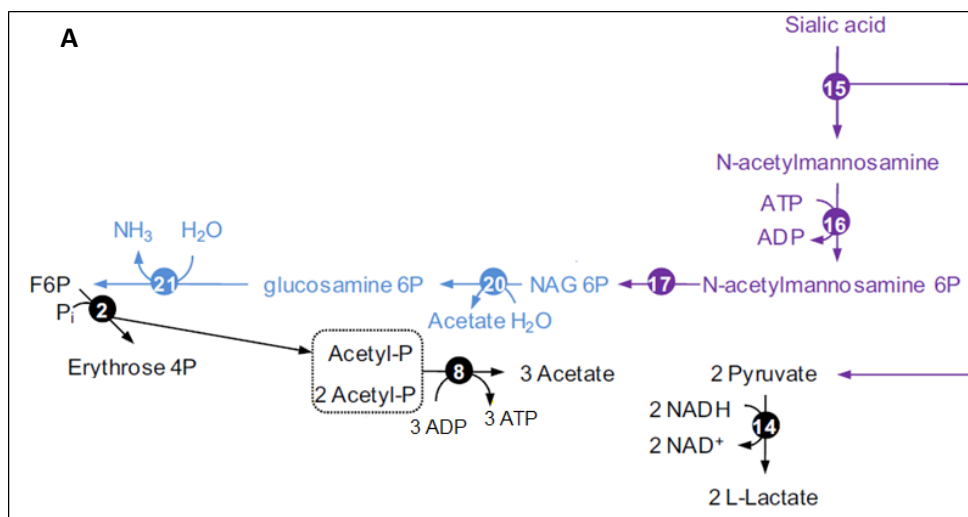 A
Sialic acid
15
N-acetylmannosamine
ATP
16
ADP
NH₃ H₂O
F6P 21 glucosamine 6P 20 NAG 6P 17 N-acetylmannosamine 6P
Pᵢ 2
Acetate H₂O
Erythrose 4P
Acetyl-P
2 Acetyl-P
8
3 Acetate
3 ADP
3 ATP
2 Pyruvate
2 NADH
14
2 NAD⁺
2 L-Lactate